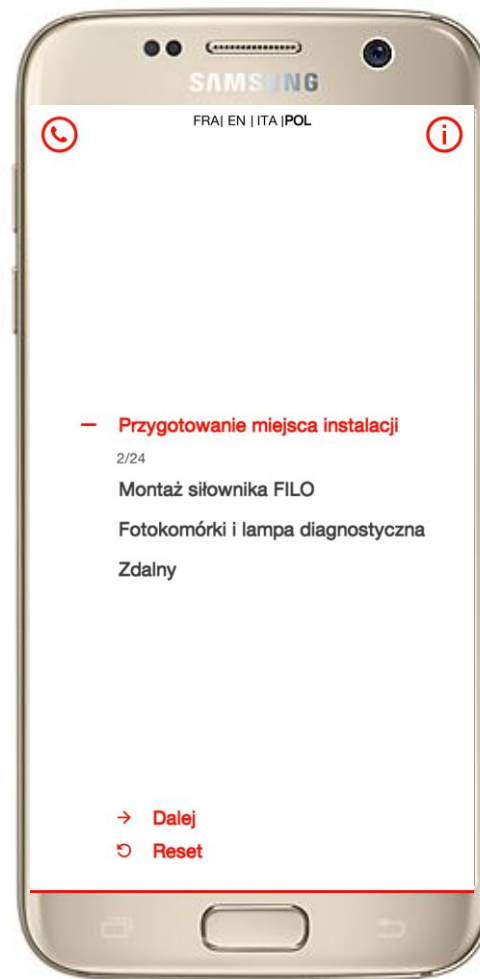 SAMSUNG
FRA| EN | ITA |POL
Przygotowanie miejsca instalacji
2/24
Montaż siłownika FILO
Fotokomórki i lampa diagnostyczna
Zdalny
Dalej
Reset